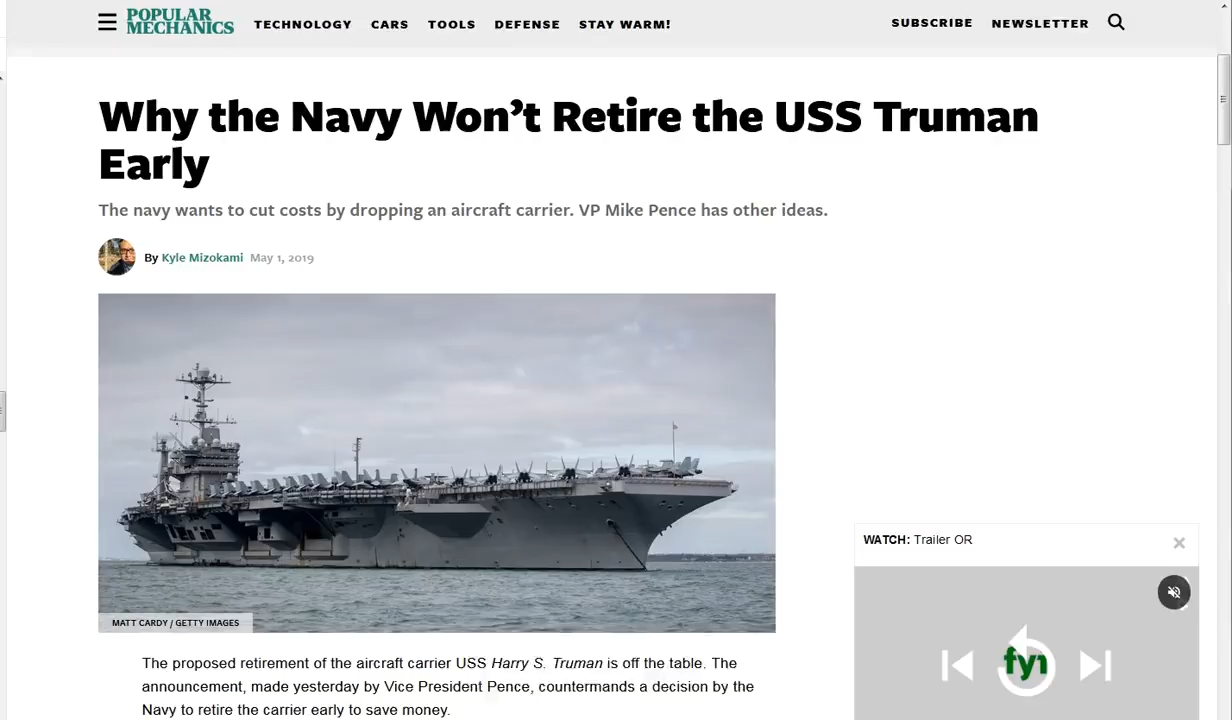 POPULAR
MECHANICS
TECHNOLOGY CARS TOOLS DEFENSE STAY WARM!
SUBSCRIBE NEWSLETTER
Why the Navy Won't Retire the USS Truman
Early
The navy wants to cut costs by dropping an aircraft carrier. VP Mike Pence has other ideas.
By Kyle Mizokami May 1, 2019
MATT CARDY / GETTY IMAGES
WATCH: Trailer OR
fy1
The proposed retirement of the aircraft carrier USS Harry S. Truman is off the table. The
announcement, made yesterday by Vice President Pence, countermands a decision by the
Navy to retire the carrier early to save money.